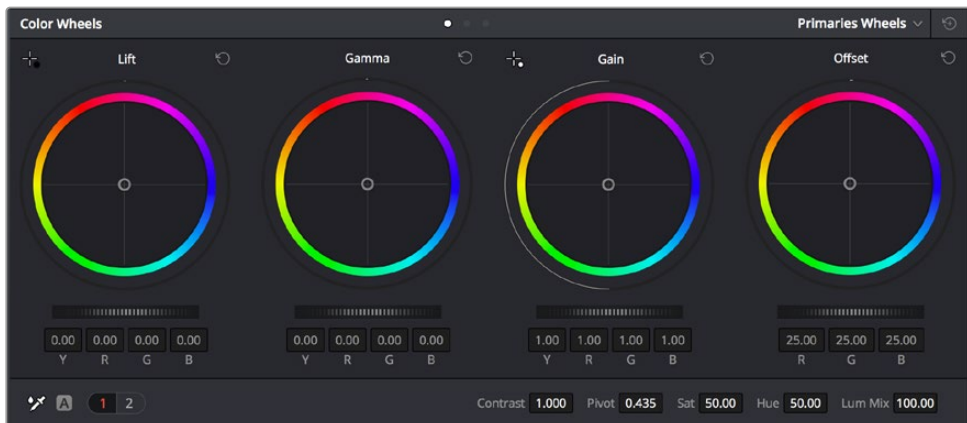 Color Wheels Primaries Wheels
Lift Gamma Gain Offset
0.00 0.00 0.00 0.00 0.00 0.00 0.00 0.00 1.00 1.00 1.00 1.00 25.00 25.00 25.00
Y R G B Y R G B Y R G B R G B
A 1 2 Contrast 1.000 Pivot 0.435 Sat 50.00 Hue 50.00 Lum Mix 100.00